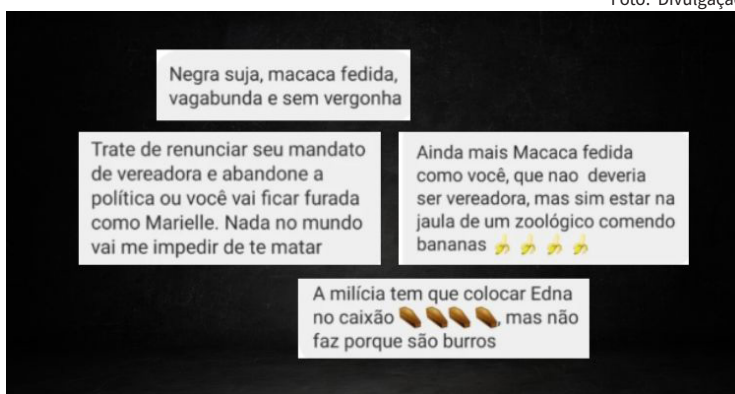 Foto: Divulgação
Negra suja, macaca fedida,
vagabunda e sem vergonha
Trate de renunciar seu mandato
de vereadora e abandone a
política ou você vai ficar furada
como Marielle. Nada no mundo
vai me impedir de te matar
Ainda mais Macaca fedida
como você, que nao deveria
ser vereadora, mas sim estar na
jaula de um zoológico comendo
bananas 🍌 🍌 🍌 🍌
A milícia tem que colocar Edna
no caixão ⚰️ ⚰️ ⚰️ ⚰️, mas não
faz porque são burros